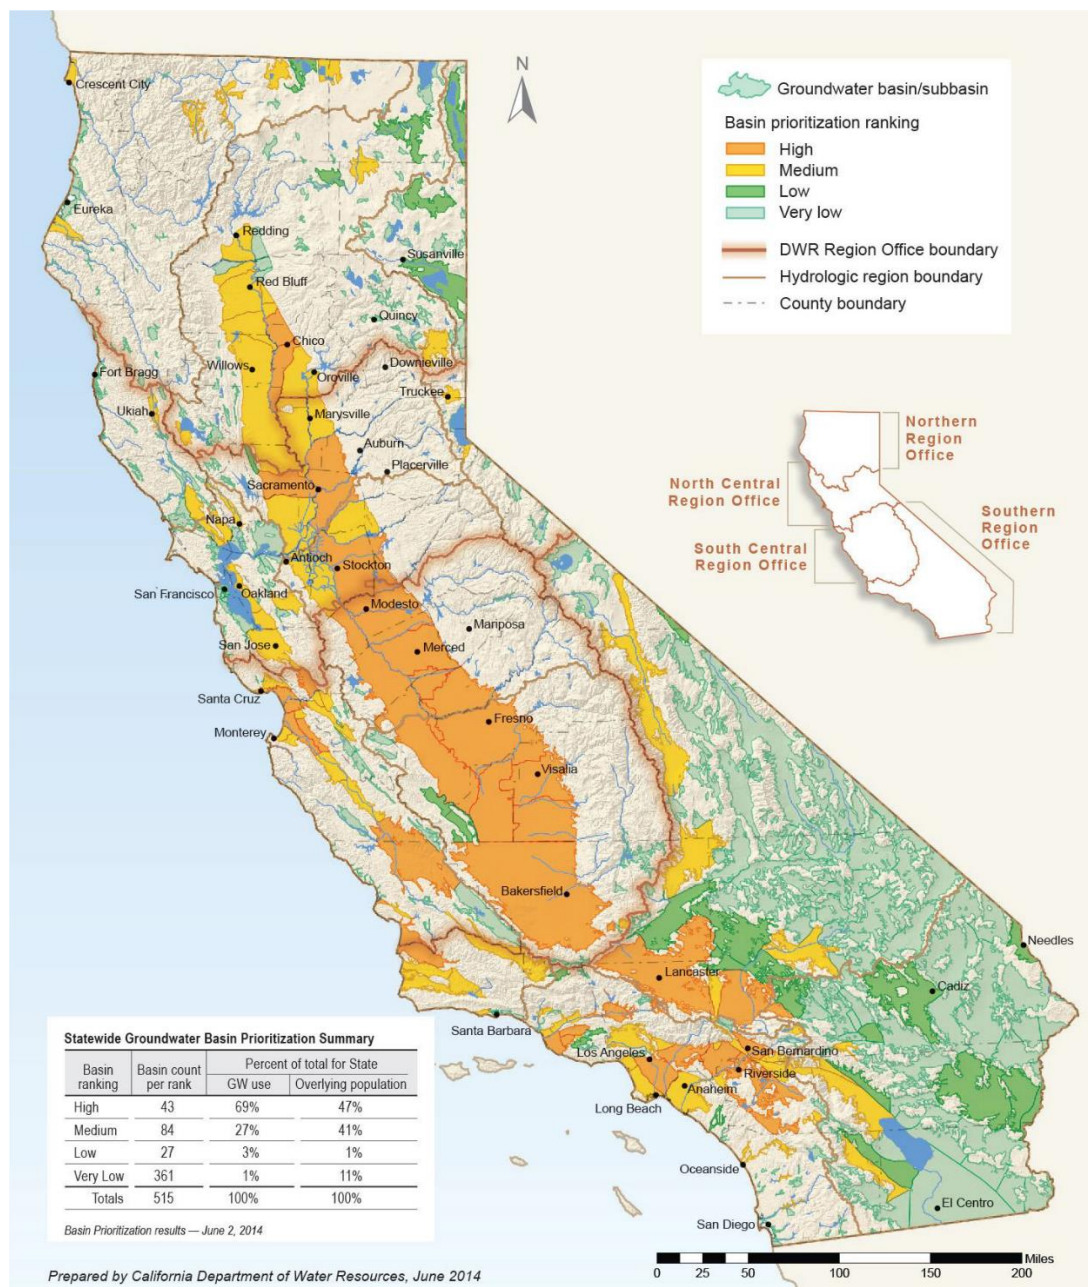 N
Groundwater basin/subbasin
Basin prioritization ranking
High
Medium
Low
Very low
DWR Region Office boundary
Hydrologic region boundary
County boundary
Northern
Region
Office
North Central
Region Office
South Central
Region Office
Southern
Region
Office
Crescent City
Eureka
Redding
Susanville
Red Bluff
Quincy
Chico
Fort Bragg
Willows
Oroville
Downieville
Truckee
Ukiah
Marysville
Auburn
Placerville
Sacramento
Napa
Antioch
Stockton
San Francisco
Oakland
Modesto
Mariposa
San Jose
Merced
Santa Cruz
Fresno
Monterey
Visalia
Bakersfield
Needles
Lancaster
Cadiz
Santa Barbara
Los Angeles
San Bernardino
Riverside
Anaheim
Long Beach
Oceanside
El Centro
San Diego
Statewide Groundwater Basin Prioritization Summary
Basin ranking Basin count per rank Percent of total for State
GW use Overlying population
High 43 69% 47%
Medium 84 27% 41%
Low 27 3% 1%
Very Low 361 1% 11%
Totals 515 100% 100%
Basin Prioritization results — June 2, 2014
Miles
0 25 50 100 150 200
Prepared by California Department of Water Resources, June 2014